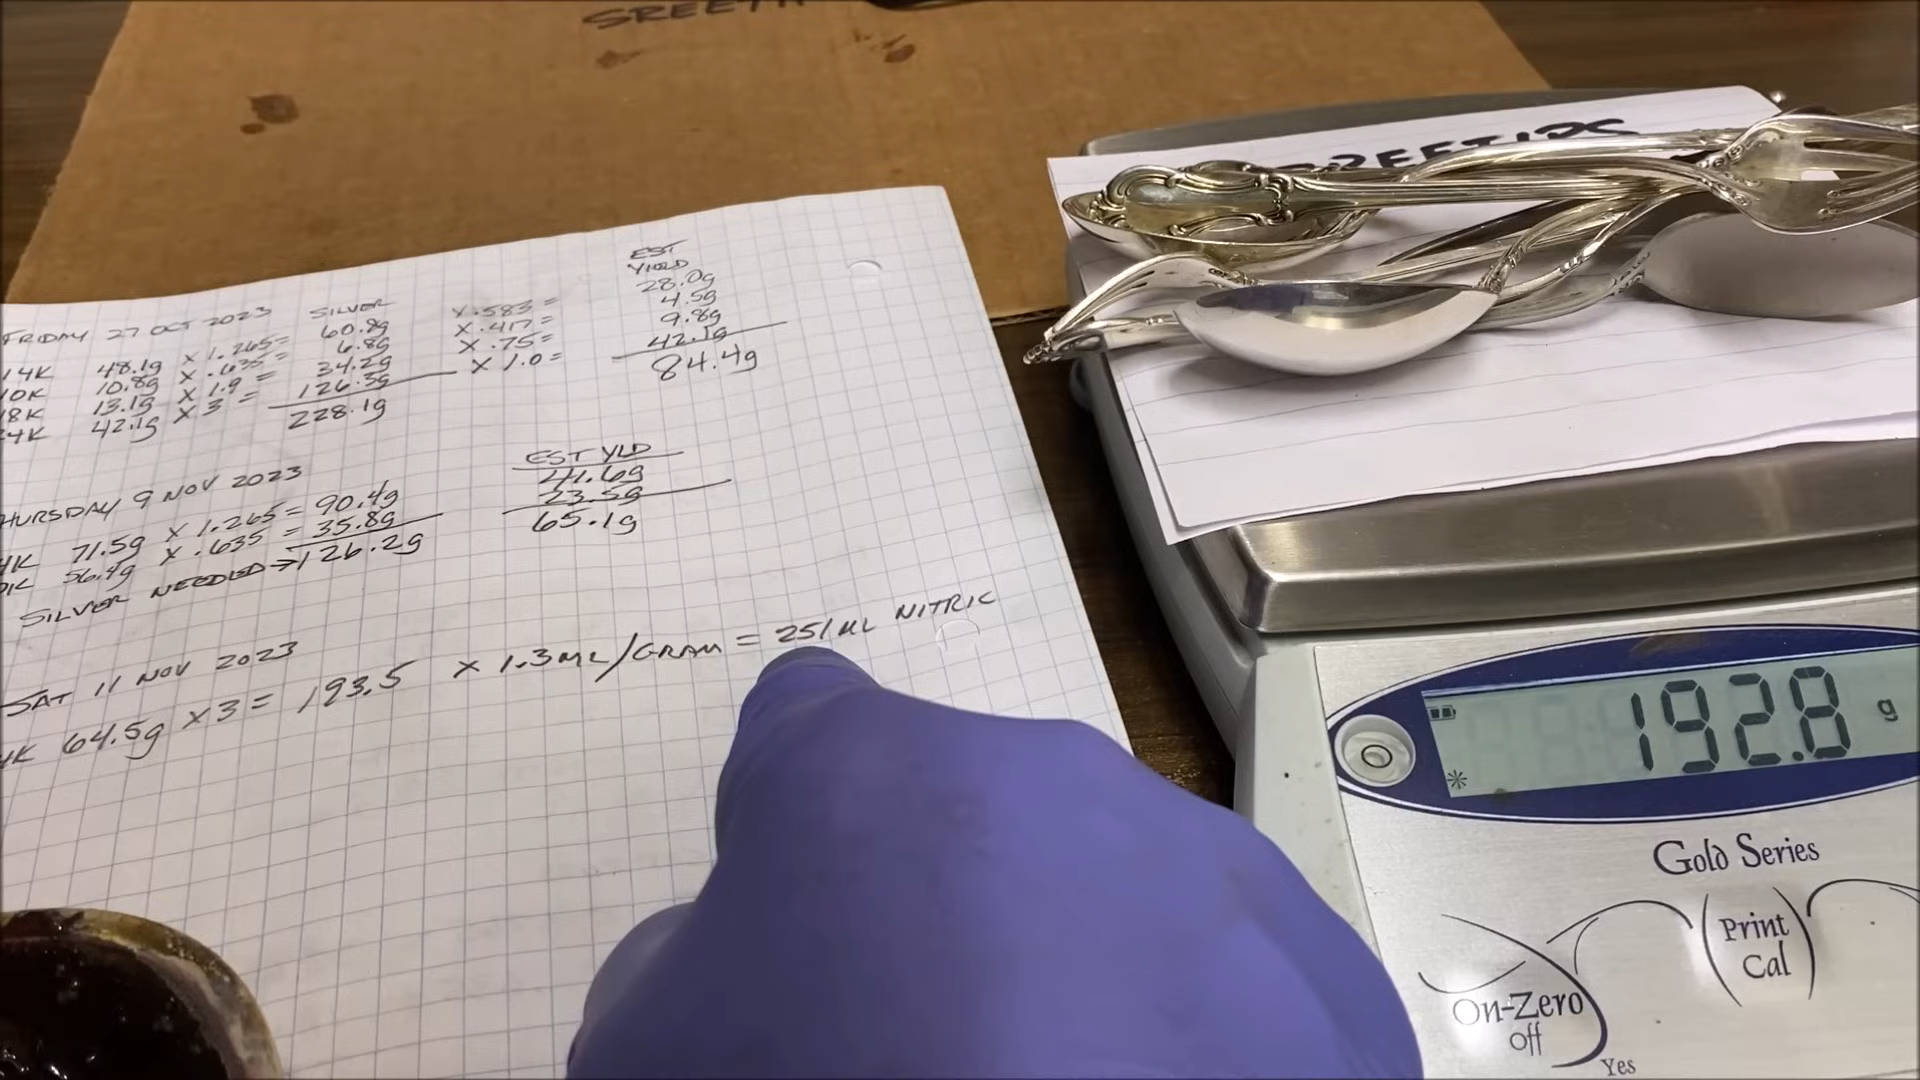 SREETIPS
FRIDAY 27 OCT 2023 SILVER EST YIELD
14K 48.1g x 1.265= 60.8g x .583= 28.0g
10K 10.8g x .635= 6.8g x .417= 4.5g
18K 13.1g x 1.9= 34.2g x .75= 9.8g
24K 42.1g x 3= 126.3g x 1.0= 42.1g
228.1g 84.4g
THURSDAY 9 NOV 2023 EST YLD
14K 71.5g x 1.265= 90.4g 41.6g
10K 56.4g x .635= 35.8g 23.5g
SILVER NEEDED→ 126.2g 65.1g
SAT 11 NOV 2023
64.5g x3= 193.5 x 1.3ML/GRAM = 251ML NITRIC
192.8 g
Gold Series
Print Cal
On-Zero Off
Yes